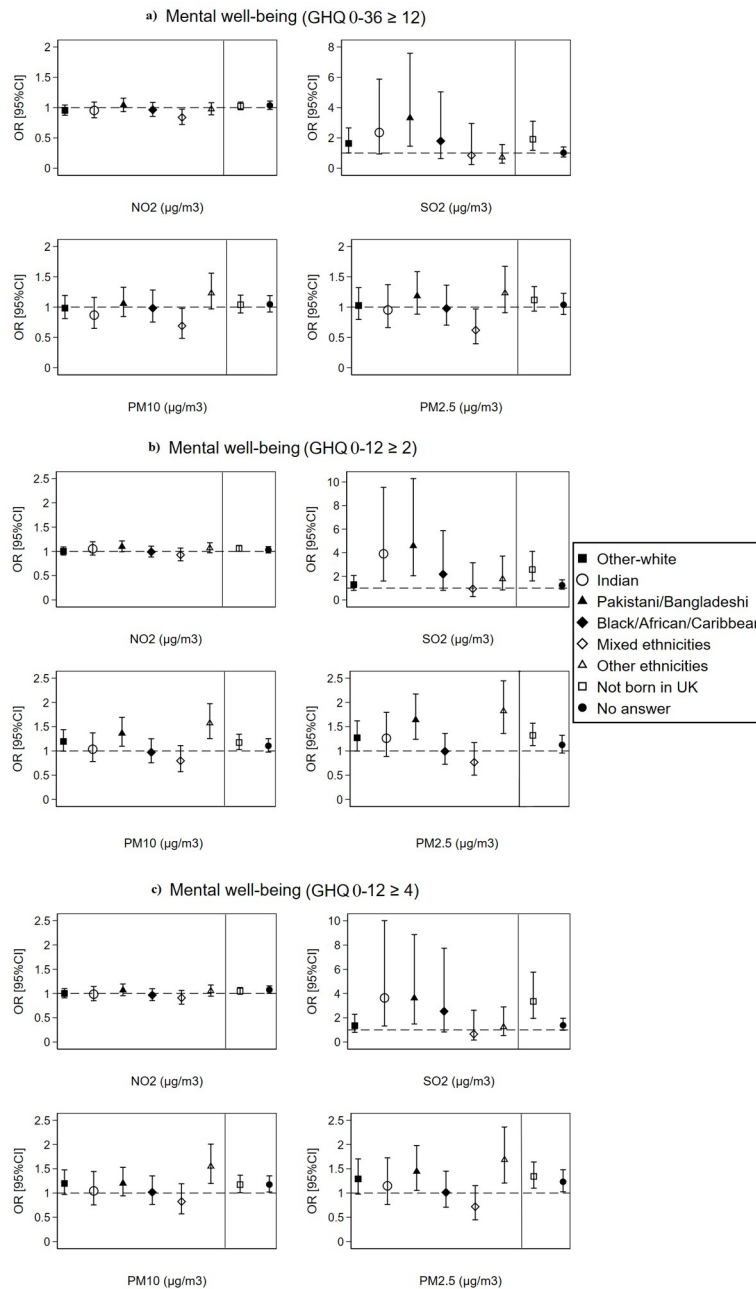 a) Mental well-being (GHQ 0-36 ≥ 12)
OR [95%CI]
2
1.5
1
0.5
0
NO2 (µg/m3)
OR [95%CI]
8
6
4
2
0
SO2 (µg/m3)
OR [95%CI]
2
1.5
1
0.5
0
PM10 (µg/m3)
OR [95%CI]
2
1.5
1
0.5
0
PM2.5 (µg/m3)
b) Mental well-being (GHQ 0-12 ≥ 2)
OR [95%CI]
2.5
2
1.5
1
0.5
0
NO2 (µg/m3)
OR [95%CI]
10
8
6
4
2
0
SO2 (µg/m3)
Other-white
Indian
Pakistani/Bangladeshi
Black/African/Caribbean
Mixed ethnicities
Other ethnicities
Not born in UK
No answer
OR [95%CI]
2.5
2
1.5
1
0.5
0
PM10 (µg/m3)
OR [95%CI]
2.5
2
1.5
1
0.5
0
PM2.5 (µg/m3)
c) Mental well-being (GHQ 0-12 ≥ 4)
OR [95%CI]
2.5
2
1.5
1
0.5
0
NO2 (µg/m3)
OR [95%CI]
10
8
6
4
2
0
SO2 (µg/m3)
OR [95%CI]
2.5
2
1.5
1
0.5
0
PM10 (µg/m3)
OR [95%CI]
2.5
2
1.5
1
0.5
0
PM2.5 (µg/m3)